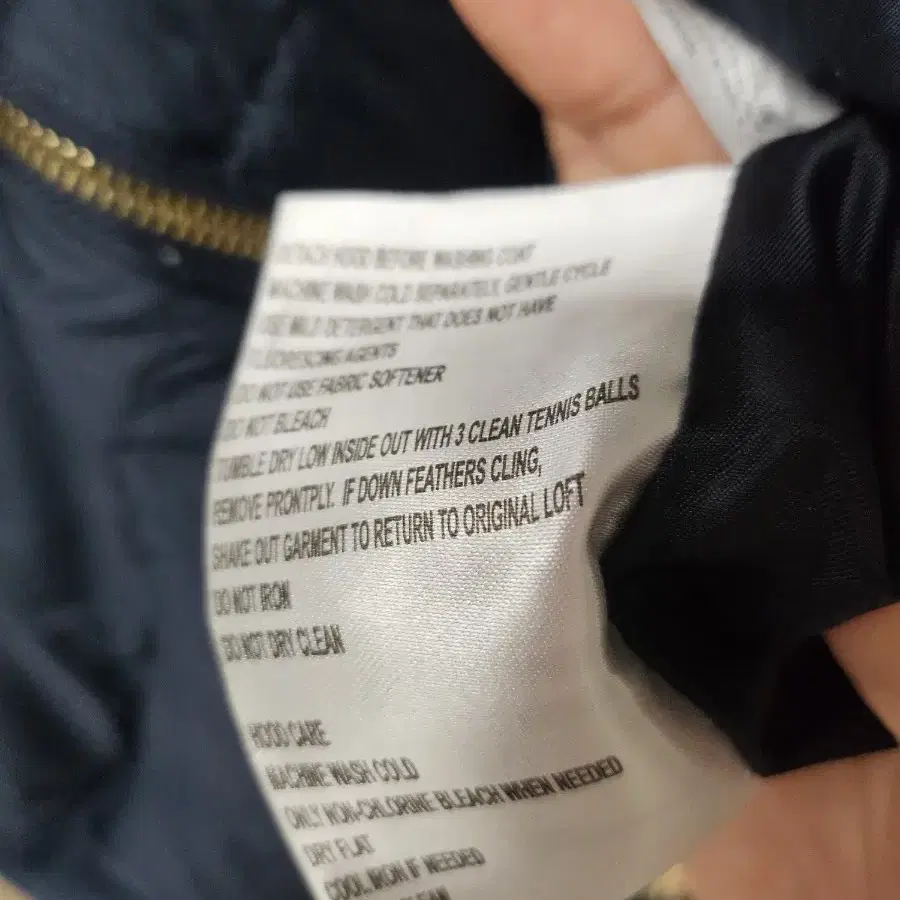 DETACH HOOD BEFORE WASHING COAT
MACHINE WASH COLD SEPARATELY, GENTLE CYCLE
USE MILD DETERGENT THAT DOES NOT HAVE
FLUORESCING AGENTS
DO NOT USE FABRIC SOFTENER
DO NOT BLEACH
TUMBLE DRY LOW INSIDE OUT WITH 3 CLEAN TENNIS BALLS
REMOVE PRONTPLY. IF DOWN FEATHERS CLING,
SHAKE OUT GARMENT TO RETURN TO ORIGINAL LOFT
DO NOT IRON
DO NOT DRY CLEAN
HOOD CARE
MACHINE WASH COLD
ONLY NON-CHLORINE BLEACH WHEN NEEDED
DRY FLAT
COOL IRON IF NEEDED
CLEAN